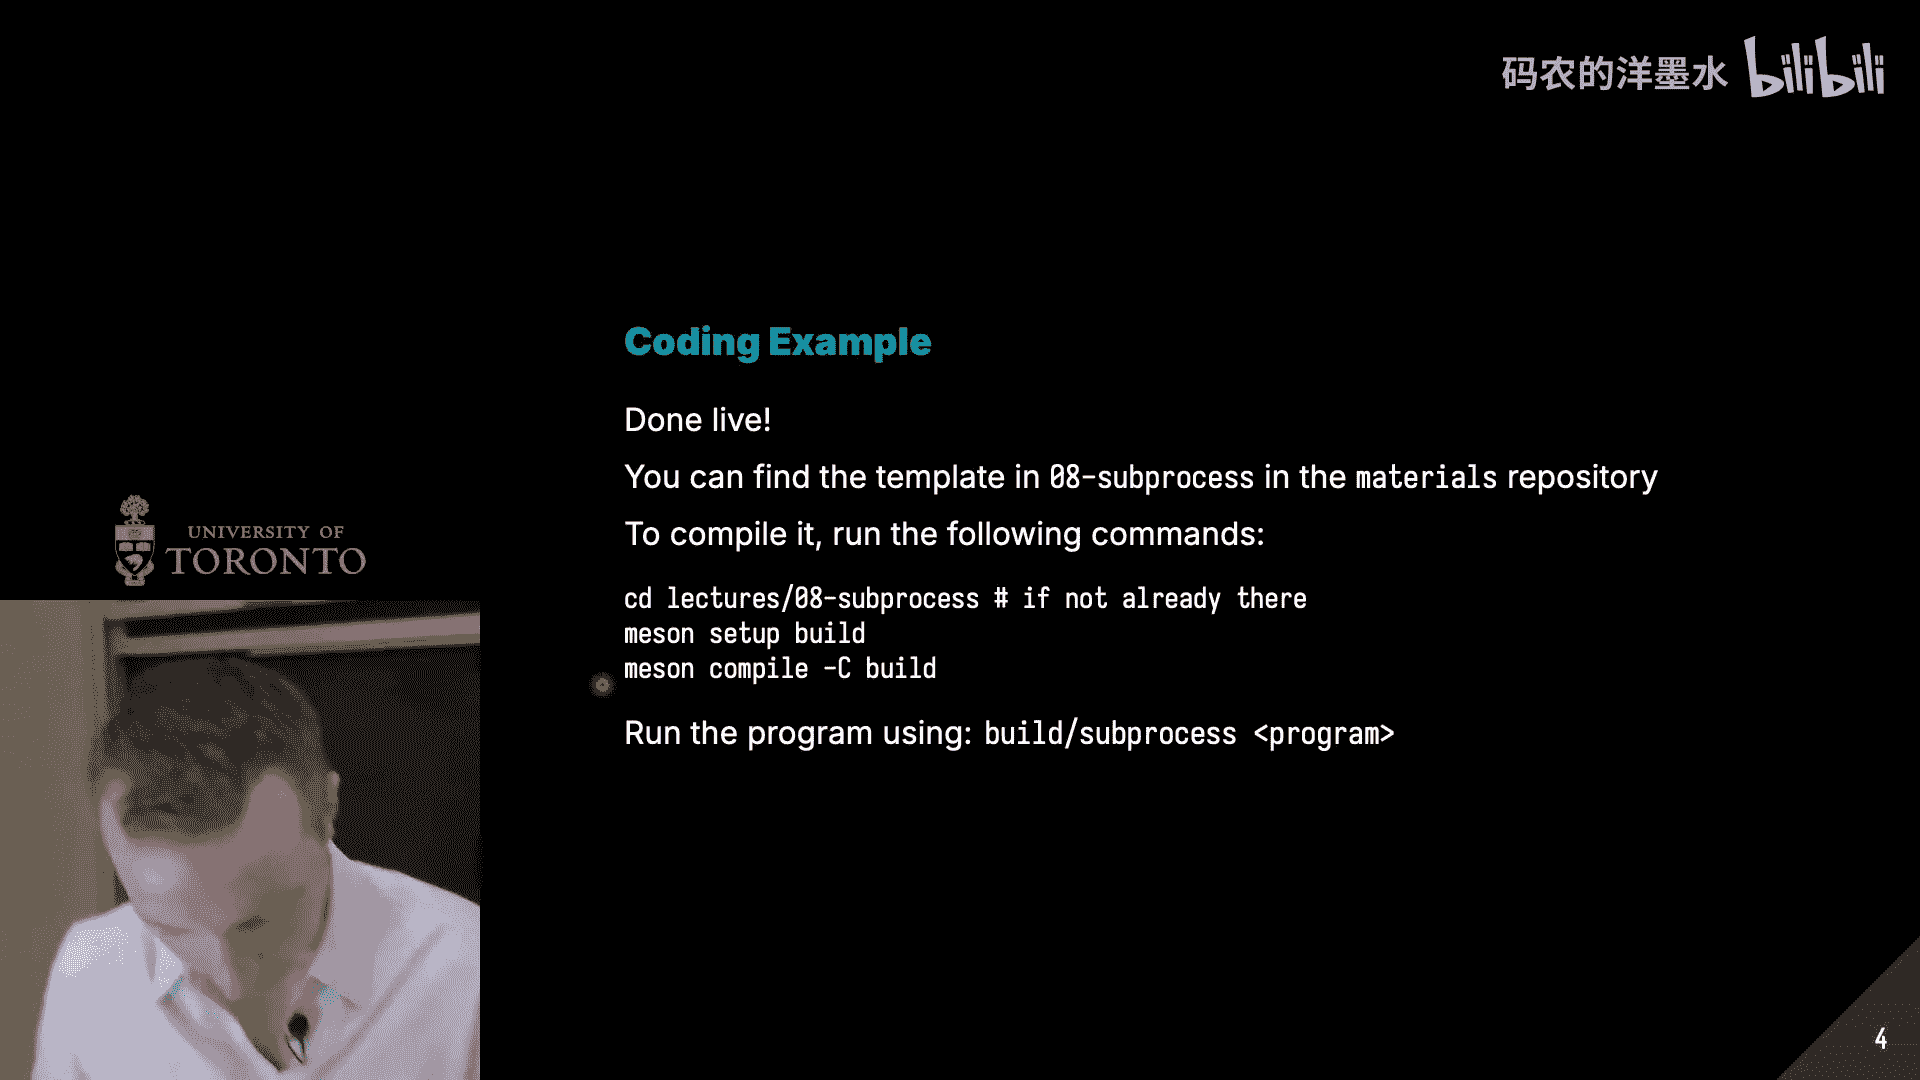 码农的洋墨水 bilibili
Coding Example
Done live!
You can find the template in 08-subprocess in the materials repository
To compile it, run the following commands:
cd lectures/08-subprocess # if not already there
meson setup build
meson compile -C build
Run the program using: build/subprocess <program>
UNIVERSITY OF
TORONTO
4